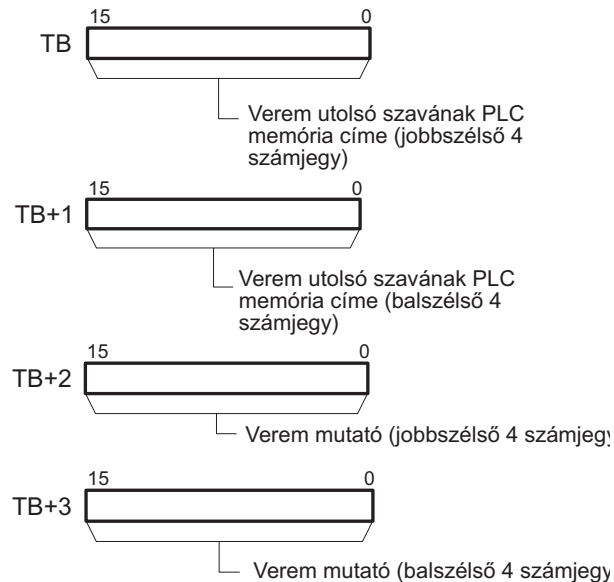 15 0
TB
Verem utolsó szavának PLC
memória címe (jobbszélső 4
számjegy)
15 0
TB+1
Verem utolsó szavának PLC
memória címe (balszélső 4
számjegy)
15 0
TB+2
Verem mutató (jobbszélső 4 számjegy
15 0
TB+3
Verem mutató (balszélső 4 számjegy